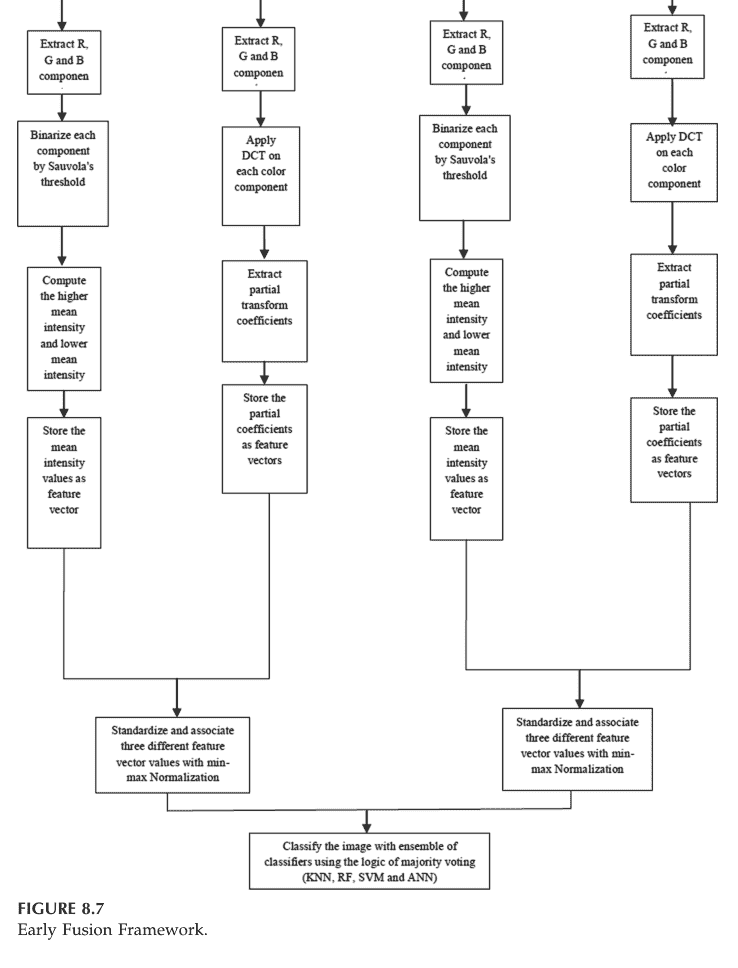 Extract R,
G and B
componen
.
Extract R,
G and B
componen
.
Extract R,
G and B
componen
.
Extract R,
G and B
componen
.
Binarize each
component
by Sauvola's
threshold
Apply
DCT on
each color
component
Binarize each
component
by Sauvola's
threshold
Apply DCT
on each
color
component
Compute
the higher
mean
intensity
and lower
mean
intensity
Extract
partial
transform
coefficients
Compute
the higher
mean
intensity
and lower
mean
intensity
Extract
partial
transform
coefficients
Store the
mean
intensity
values as
feature
vector
Store the
partial
coefficients
as feature
vectors
Store the
mean
intensity
values as
feature
vector
Store the
partial
coefficients
as feature
vectors
Standardize and associate
three different feature
vector values with min-
max Normalization
Standardize and associate
three different feature
vector values with min-
max Normalization
Classify the image with ensemble of
classifiers using the logic of majority voting
(KNN, RF, SVM and ANN)
FIGURE 8.7
Early Fusion Framework.